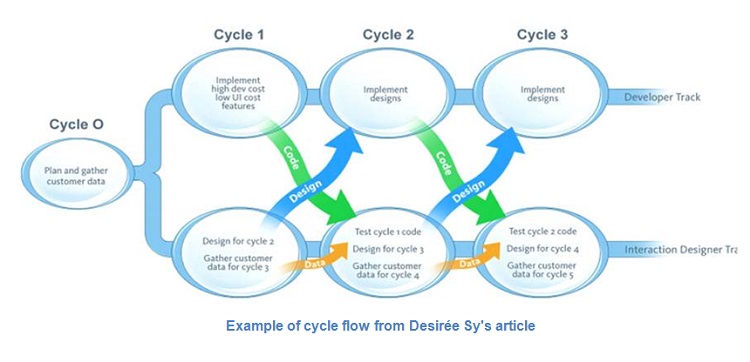 Cycle 1
Cycle 2
Cycle 3
Cycle O
Implement
high dev cost
low UI cost
features
Implement
designs
Implement
designs
Developer Track
Plan and gather
customer data
Code
Design
Code
Design
Design for cycle 2
Gather customer
data for cycle 3
Data
Test cycle 1 code
Design for cycle 3
Gather customer
data for cycle 4
Data
Test cycle 2 code
Design for cycle 4
Gather customer
data for cycle 5
Interaction Designer Tra
Example of cycle flow from Desirée Sy's article